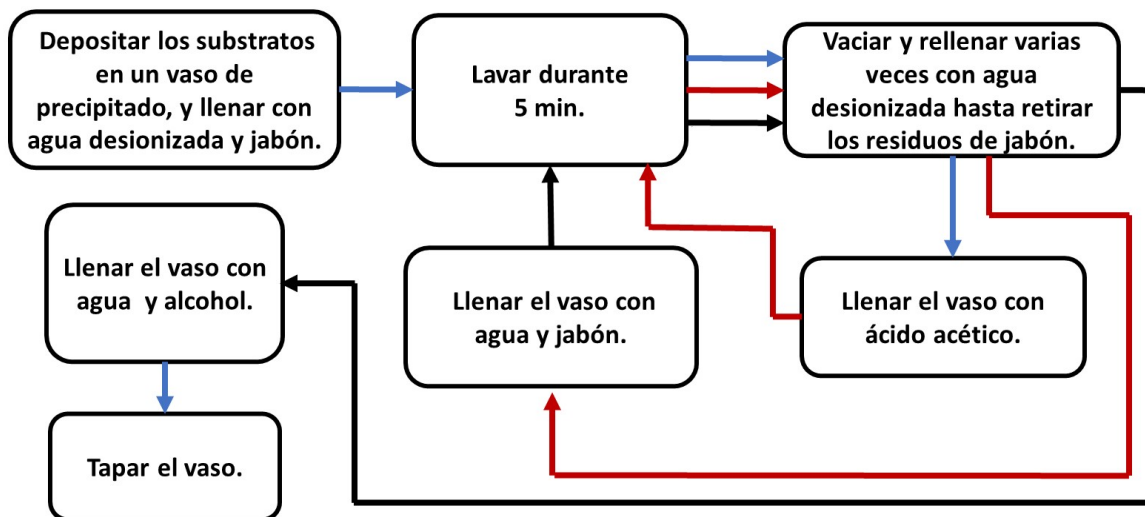 Depositar los substratos
en un vaso de
precipitado, y llenar con
agua desionizada y jabón.
Lavar durante
5 min.
Vaciar y rellenar varias
veces con agua
desionizada hasta retirar
los residuos de jabón.
Llenar el vaso con
agua y alcohol.
Llenar el vaso con
agua y jabón.
Llenar el vaso con
ácido acético.
Tapar el vaso.